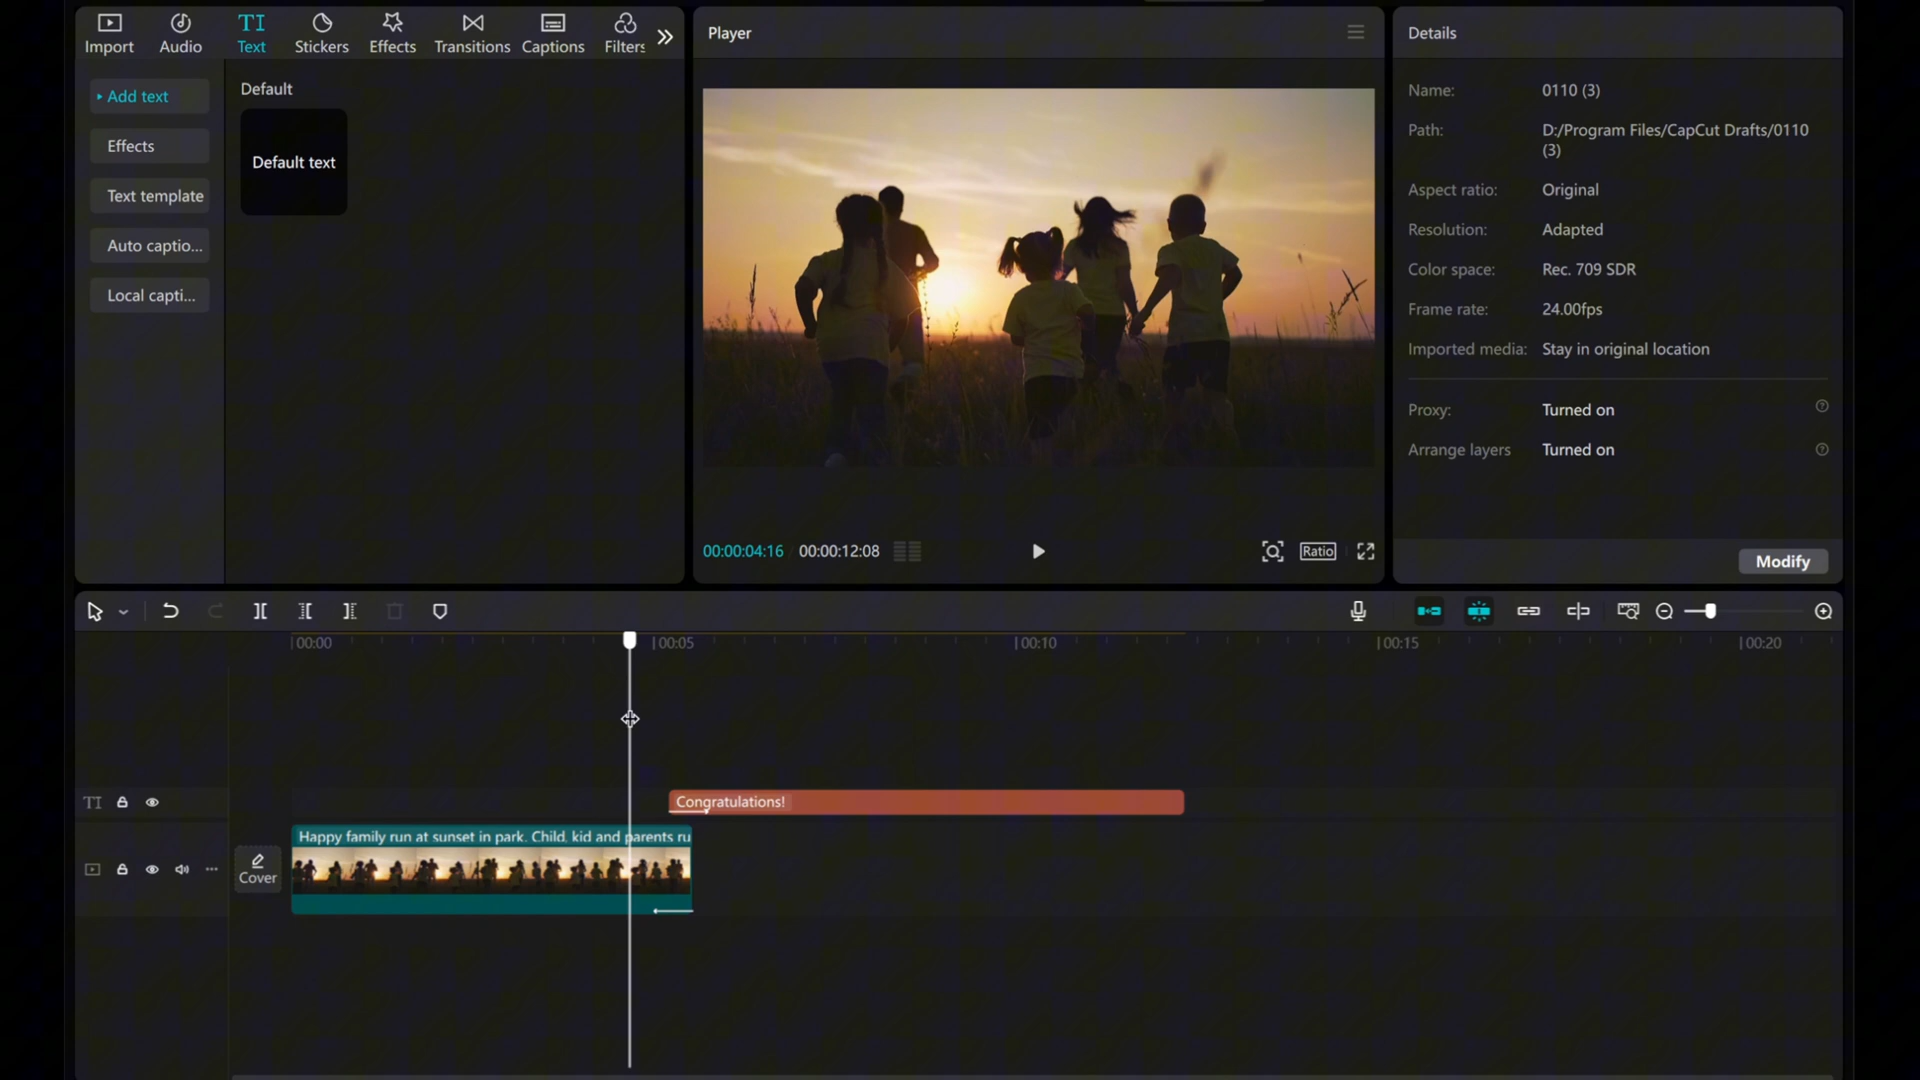 Import
Audio
TI
Text
Stickers
Effects
Transitions
Captions
Filters
Add text
Effects
Text template
Auto captio...
Local capti...
Default
Default text
Player
00:00:04:16
00:00:12:08
Ratio
Details
Name: 0110 (3)
Path: D:/Program Files/CapCut Drafts/0110
(3)
Aspect ratio: Original
Resolution: Adapted
Color space: Rec. 709 SDR
Frame rate: 24.00fps
Imported media: Stay in original location
Proxy: Turned on
Arrange layers Turned on
Modify
00:00
00:05
00:10
00:15
00:20
TI
Congratulations!
Happy family run at sunset in park. Child, kid and parents ru
Cover